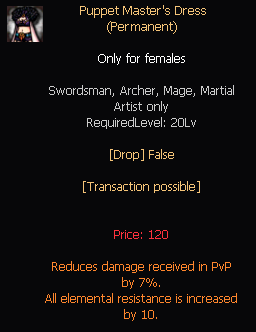 Puppet Master's Dress
(Permanent)
Only for females
Swordsman, Archer, Mage, Martial
Artist only
RequiredLevel: 20Lv
[Drop] False
[Transaction possible]
Price: 120
Reduces damage received in PvP
by 7%.
All elemental resistance is increased
by 10.